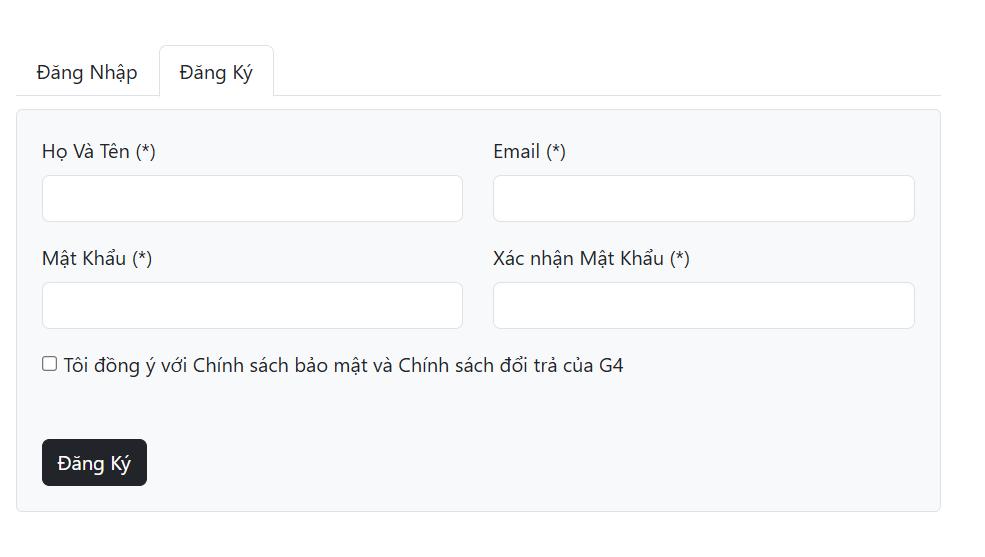 Đăng Nhập Đăng Ký
Họ Và Tên (*) Email (*)
Mật Khẩu (*) Xác nhận Mật Khẩu (*)
Tôi đồng ý với Chính sách bảo mật và Chính sách đổi trả của G4
Đăng Ký